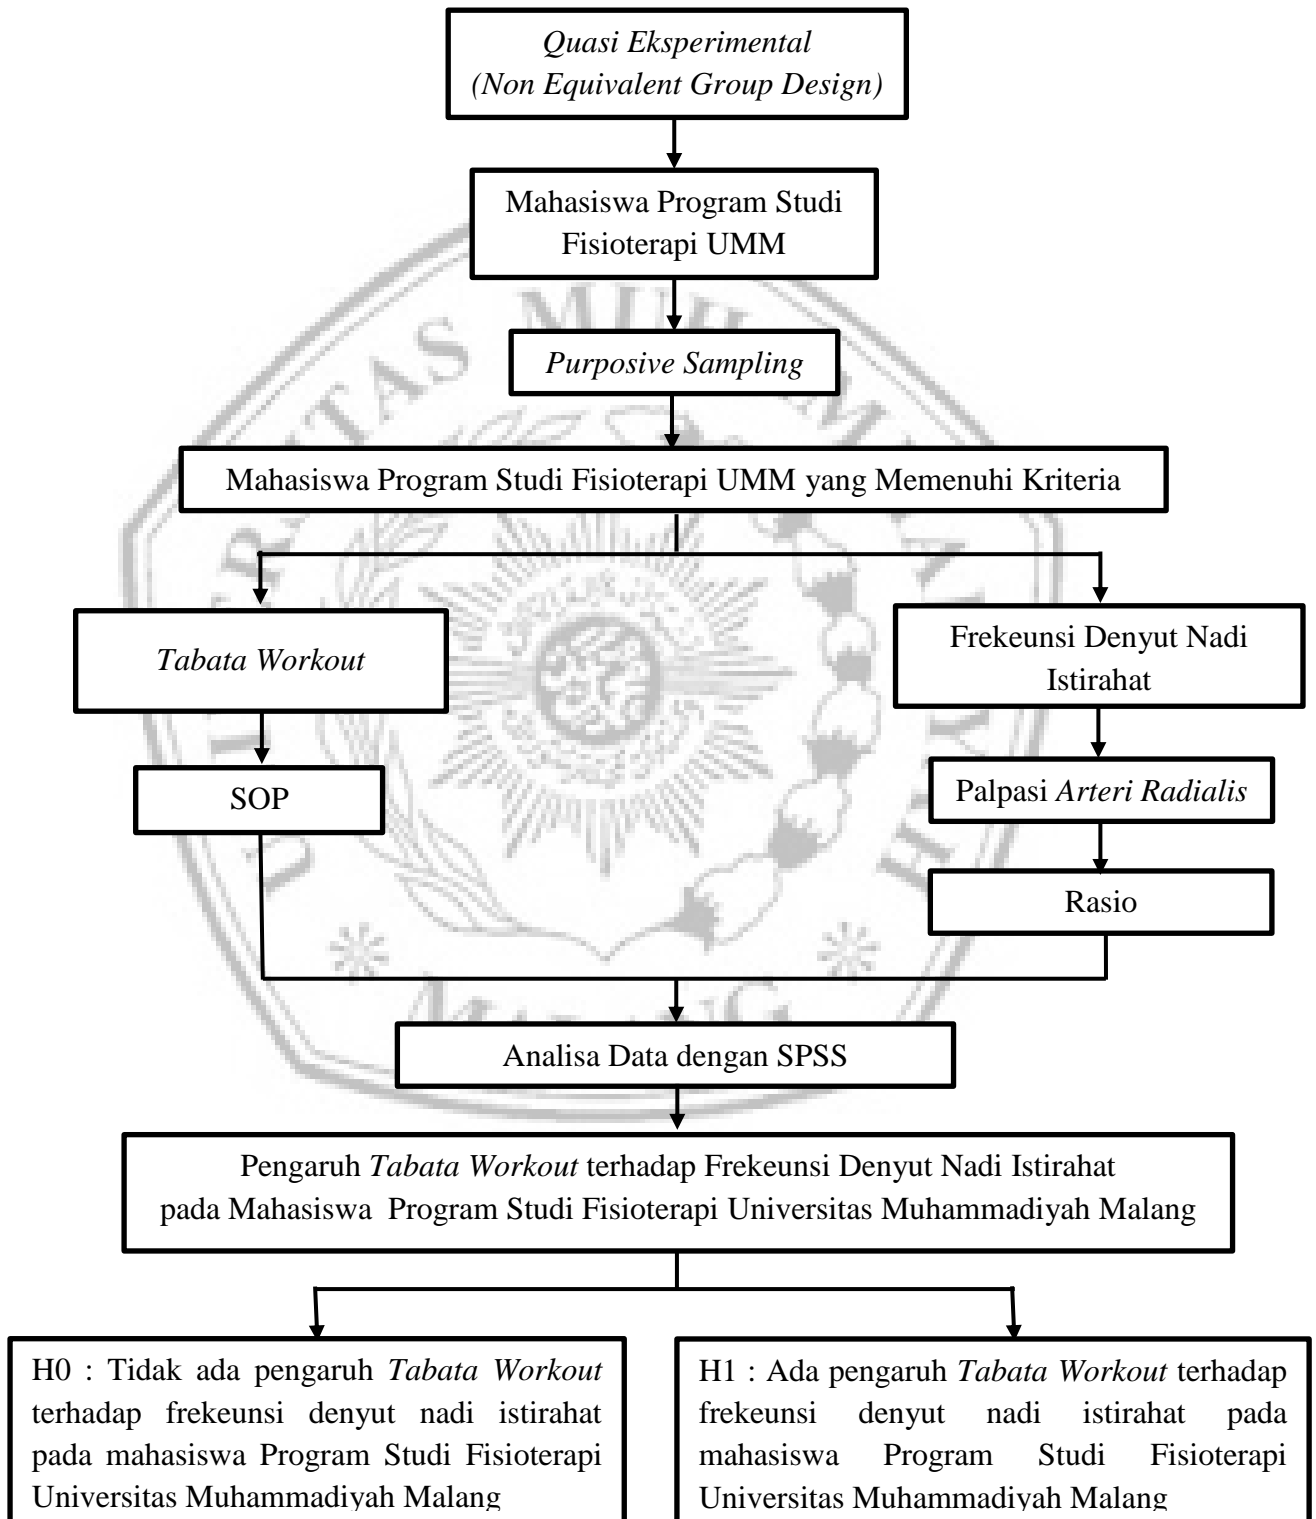 Quasi Eksperimental
(Non Equivalent Group Design)
Mahasiswa Program Studi
Fisioterapi UMM
Purposive Sampling
Mahasiswa Program Studi Fisioterapi UMM yang Memenuhi Kriteria
Tabata Workout
Frekeunsi Denyut Nadi
Istirahat
SOP
Palpasi Arteri Radialis
Rasio
Analisa Data dengan SPSS
Pengaruh Tabata Workout terhadap Frekeunsi Denyut Nadi Istirahat
pada Mahasiswa Program Studi Fisioterapi Universitas Muhammadiyah Malang
H0 : Tidak ada pengaruh Tabata Workout
terhadap frekeunsi denyut nadi istirahat
pada mahasiswa Program Studi Fisioterapi
Universitas Muhammadiyah Malang
H1 : Ada pengaruh Tabata Workout terhadap
frekeunsi denyut nadi istirahat pada
mahasiswa Program Studi Fisioterapi
Universitas Muhammadiyah Malang